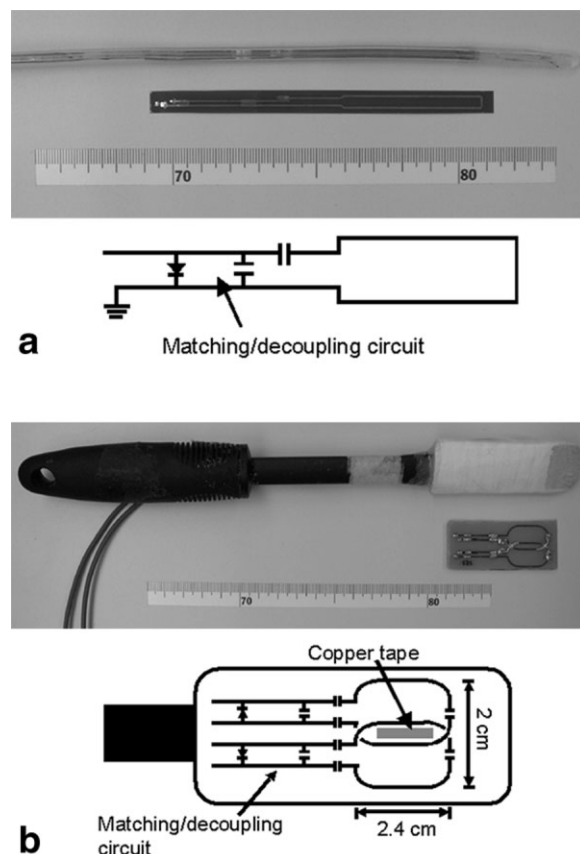 70 80
a
Matching/decoupling circuit
70 80
Copper tape
2 cm
2.4 cm
Matching/decoupling
circuit
b